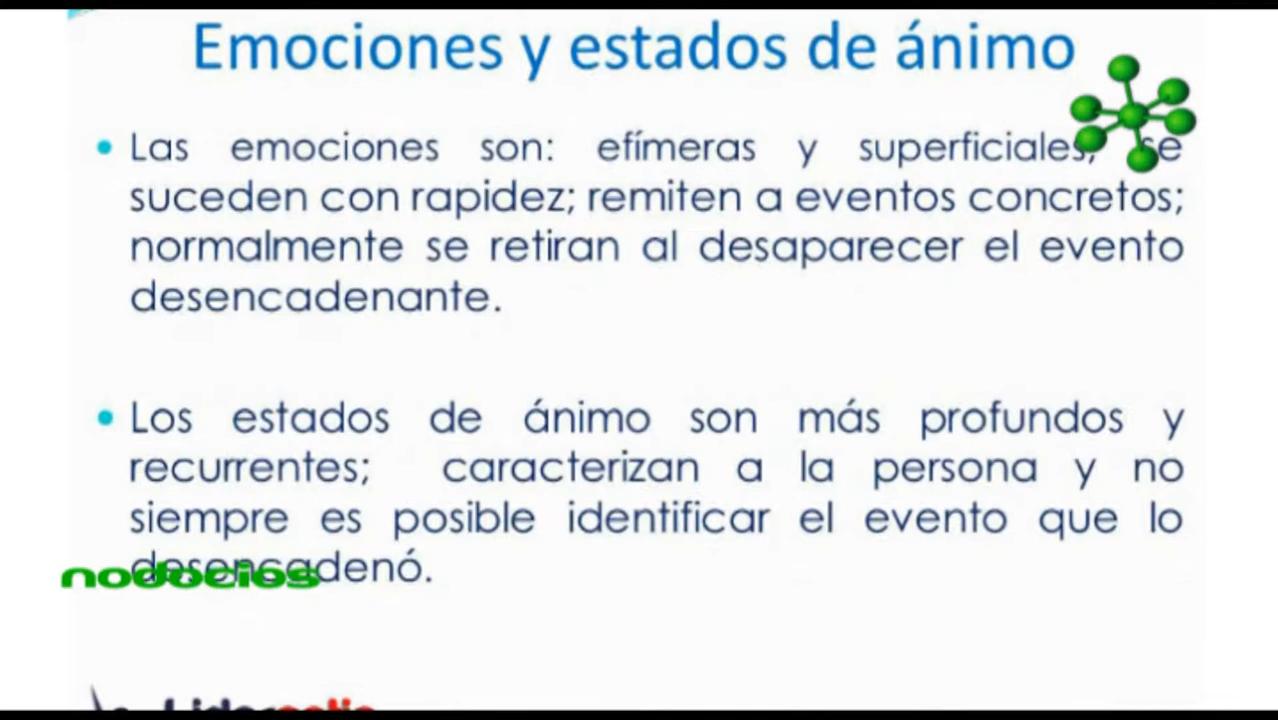 Emociones y estados de ánimo
• Las emociones son: efímeras y superficiales, se
suceden con rapidez; remiten a eventos concretos;
normalmente se retiran al desaparecer el evento
desencadenante.
• Los estados de ánimo son más profundos y
recurrentes; caracterizan a la persona y no
siempre es posible identificar el evento que lo
desencadenó.
nodocios